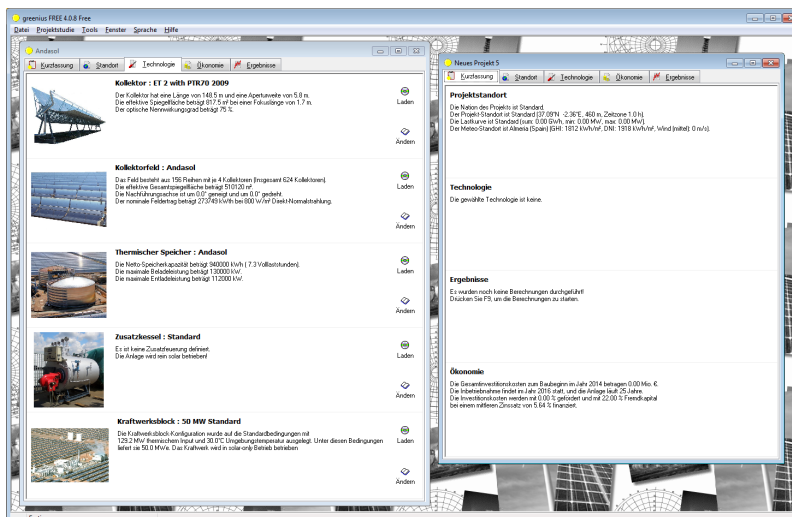 greenius FREE 4.0.8 Free
Datei Projektstudie Tools Fenster Sprache Hilfe
Andasol
Kurzfassung Standort Technologie Ökonomie Ergebnisse
Kollektor : ET 2 with PTR70 2009
Der Kollektor hat eine Länge von 148.5 m und eine Aperturweite von 5.8 m.
Die effektive Spiegelfläche beträgt 817.5 m² bei einer Fokuslänge von 1.7 m.
Der optische Nennwirkungsgrad beträgt 75 %.
Laden
Ändern
Kollektorfeld : Andasol
Das Feld besteht aus 156 Reihen mit je 4 Kollektoren (Insgesamt 624 Kollektoren).
Die effektive Gesamtspiegelfläche beträgt 510120 m².
Die Nachführungsachse ist um 0.0° geneigt und um 0.0° gedreht.
Der nominale Feldertrag beträgt 273749 kWth bei 800 W/m² Direkt-Normalstrahlung.
Laden
Ändern
Thermischer Speicher : Andasol
Die Netto-Speicherkapazität beträgt 940000 kWh ( 7.3 Volllaststunden).
Die maximale Beladeleistung beträgt 130000 kW.
Die maximale Entladeleistung beträgt 112000 kW.
Laden
Ändern
Zusatzkessel : Standard
Es ist keine Zusatzfeuerung definiert.
Die Anlage wird rein solar betrieben!
Laden
Ändern
Kraftwerksblock : 50 MW Standard
Die Kraftwerksblock-Konfiguration wurde auf die Standardbedingungen mit
129.2 MW thermischem Input und 30.0°C Umgebungstemperatur ausgelegt. Unter diesen Bedingungen
liefert sie 50.0 MWe. Das Kraftwerk wird in solar-only Betrieb betrieben
Laden
Ändern
Neues Projekt 5
Kurzfassung Standort Technologie Ökonomie Ergebnisse
Projektstandort
Die Nation des Projekts ist Standard.
Der Projekt-Standort ist Standard (37.09°N -2.36°E, 460 m, Zeitzone 1.0 h).
Die Lastkurve ist Standard (sum: 0.00 GWh, min: 0.00 MW, max: 0.00 MW).
Der Meteo-Standort ist Almeria (Spain) (GHI: 1812 kWh/m², DNI: 1918 kWh/m², Wind (mittel): 0 m/s).
Technologie
Die gewählte Technologie ist keine.
Ergebnisse
Es wurden noch keine Berechnungen durchgeführt!
Drücken Sie F9, um die Berechnungen zu starten.
Ökonomie
Die Gesamtinvestitionskosten zum Baubeginn im Jahr 2014 betragen 0.00 Mio. €.
Die Inbetriebnahme findet im Jahr 2016 statt, und die Anlage läuft 25 Jahre.
Die Investitionskosten werden mit 0.00 % gefördert und mit 22.00 % Fremdkapital
bei einem mittleren Zinssatz von 5.64 % finanziert.